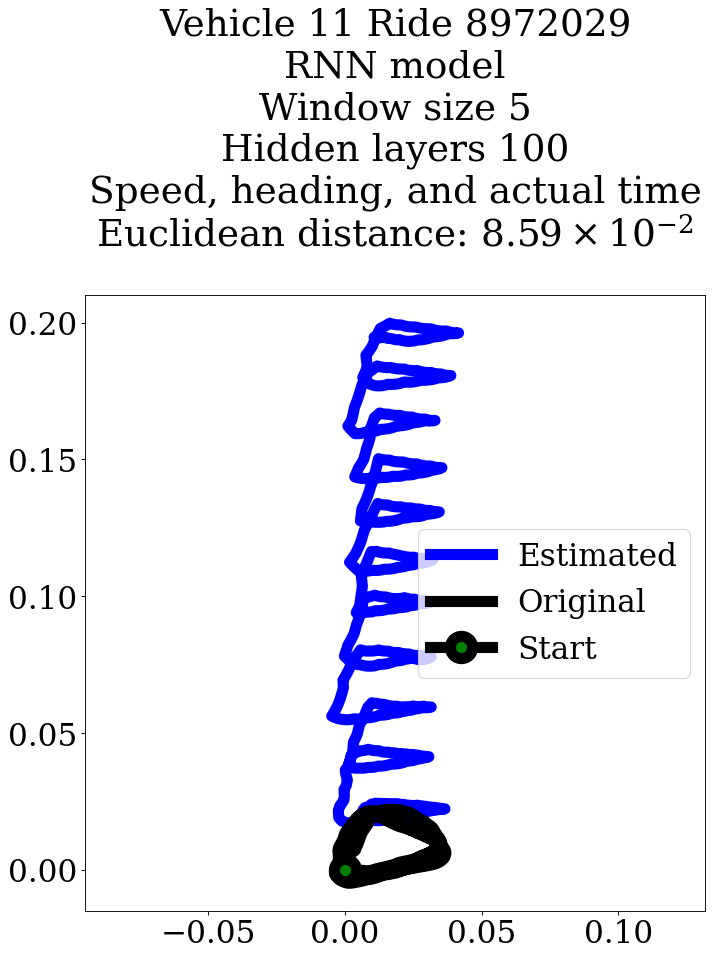 Vehicle 11 Ride 8972029
RNN model
Window size 5
Hidden layers 100
Speed, heading, and actual time
Euclidean distance: 8.59 × 10⁻²
0.20
0.15
0.10
0.05
0.00
Estimated
Original
Start
−0.05 0.00 0.05 0.10